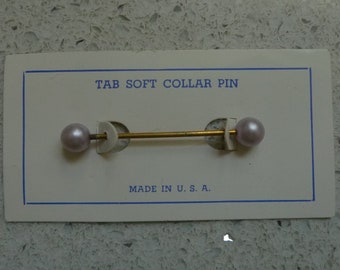 TAB SOFT COLLAR PIN
MADE IN U. S. A.